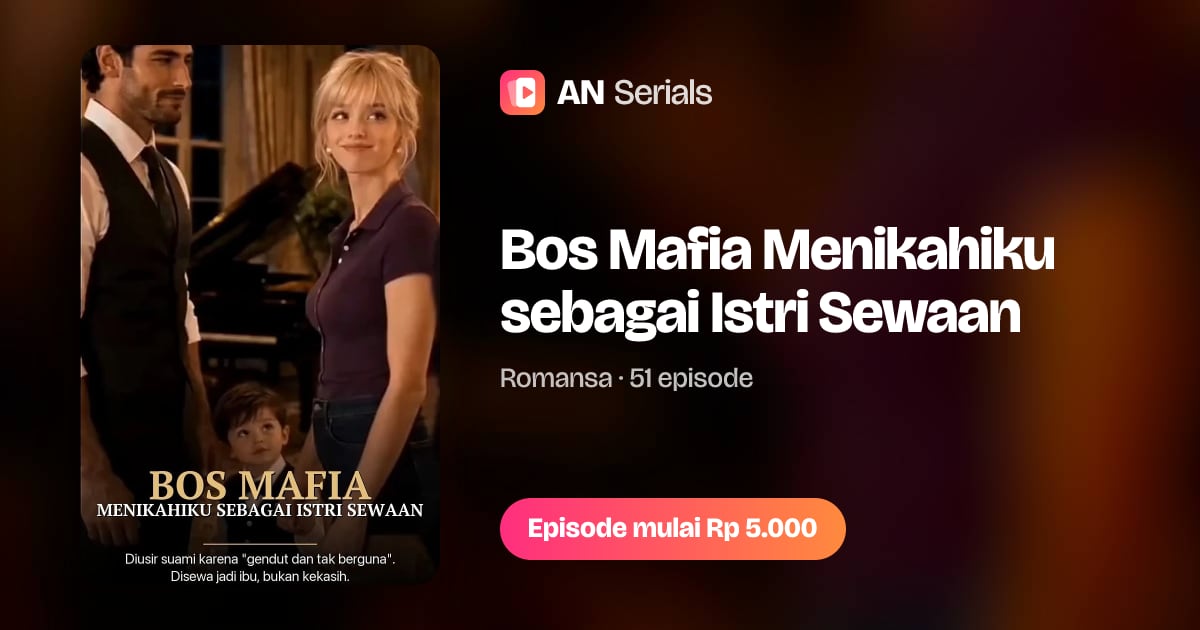 AN Serials
Bos Mafia Menikahiku
sebagai Istri Sewaan
Romansa · 51 episode
Episode mulai Rp 5.000
BOS MAFIA
MENIKAHIKU SEBAGAI ISTRI SEWAAN
Diusir suami karena "gendut dan tak berguna".
Disewa jadi ibu, bukan kekasih.